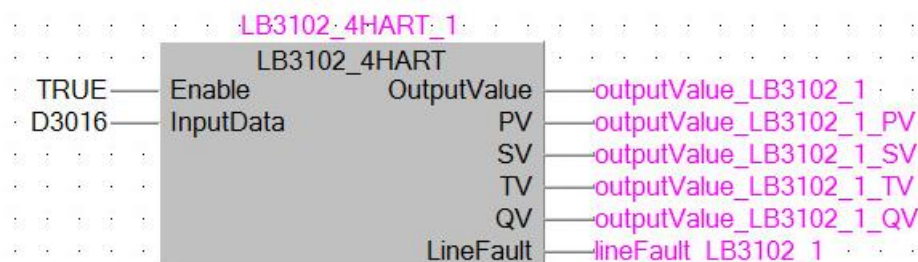 LB3102_4HART_1
LB3102_4HART
TRUE Enable OutputValue outputValue_LB3102_1
D3016 InputData PV outputValue_LB3102_1_PV
SV outputValue_LB3102_1_SV
TV outputValue_LB3102_1_TV
QV outputValue_LB3102_1_QV
LineFault lineFault_LB3102_1